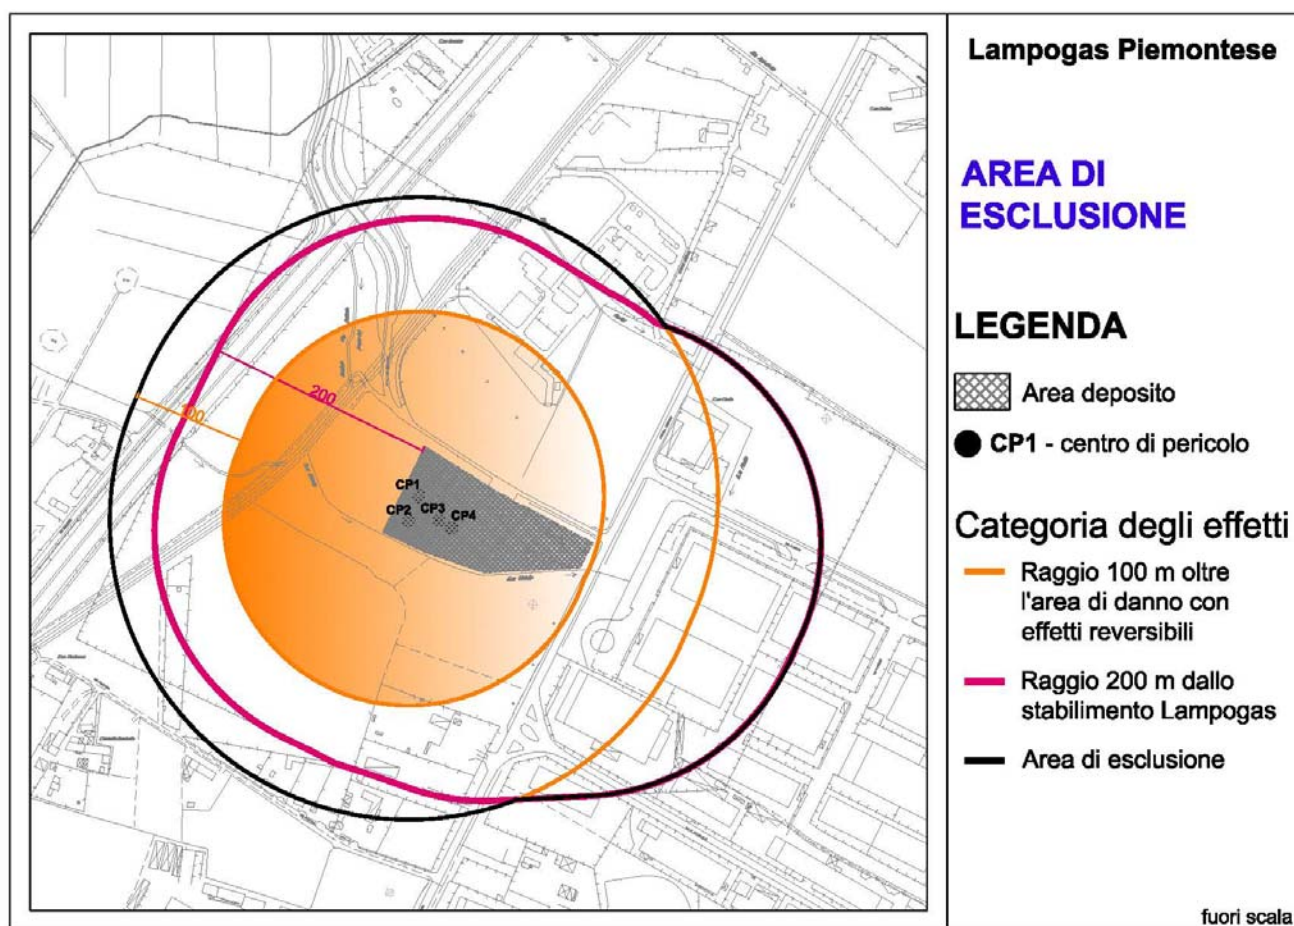 Lampogas Piemontese
AREA DI
ESCLUSIONE
LEGENDA
Area deposito
CP1 - centro di pericolo
Categoria degli effetti
Raggio 100 m oltre
l'area di danno con
effetti reversibili
Raggio 200 m dallo
stabilimento Lampogas
Area di esclusione
fuori scala
200
100
CP1
CP2
CP3
CP4